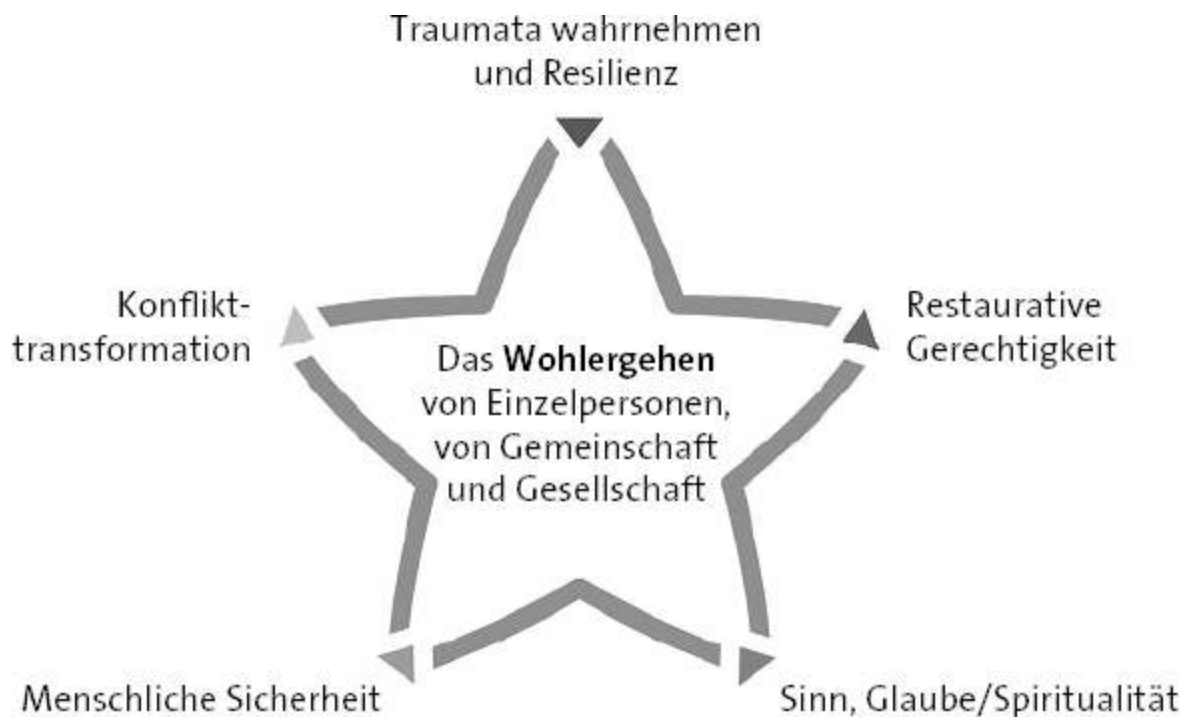 Traumata wahrnehmen
und Resilienz
Konflikt-
transformation
Restaurative
Gerechtigkeit
Das Wohlergehen
von Einzelpersonen,
von Gemeinschaft
und Gesellschaft
Menschliche Sicherheit
Sinn, Glaube/Spiritualität